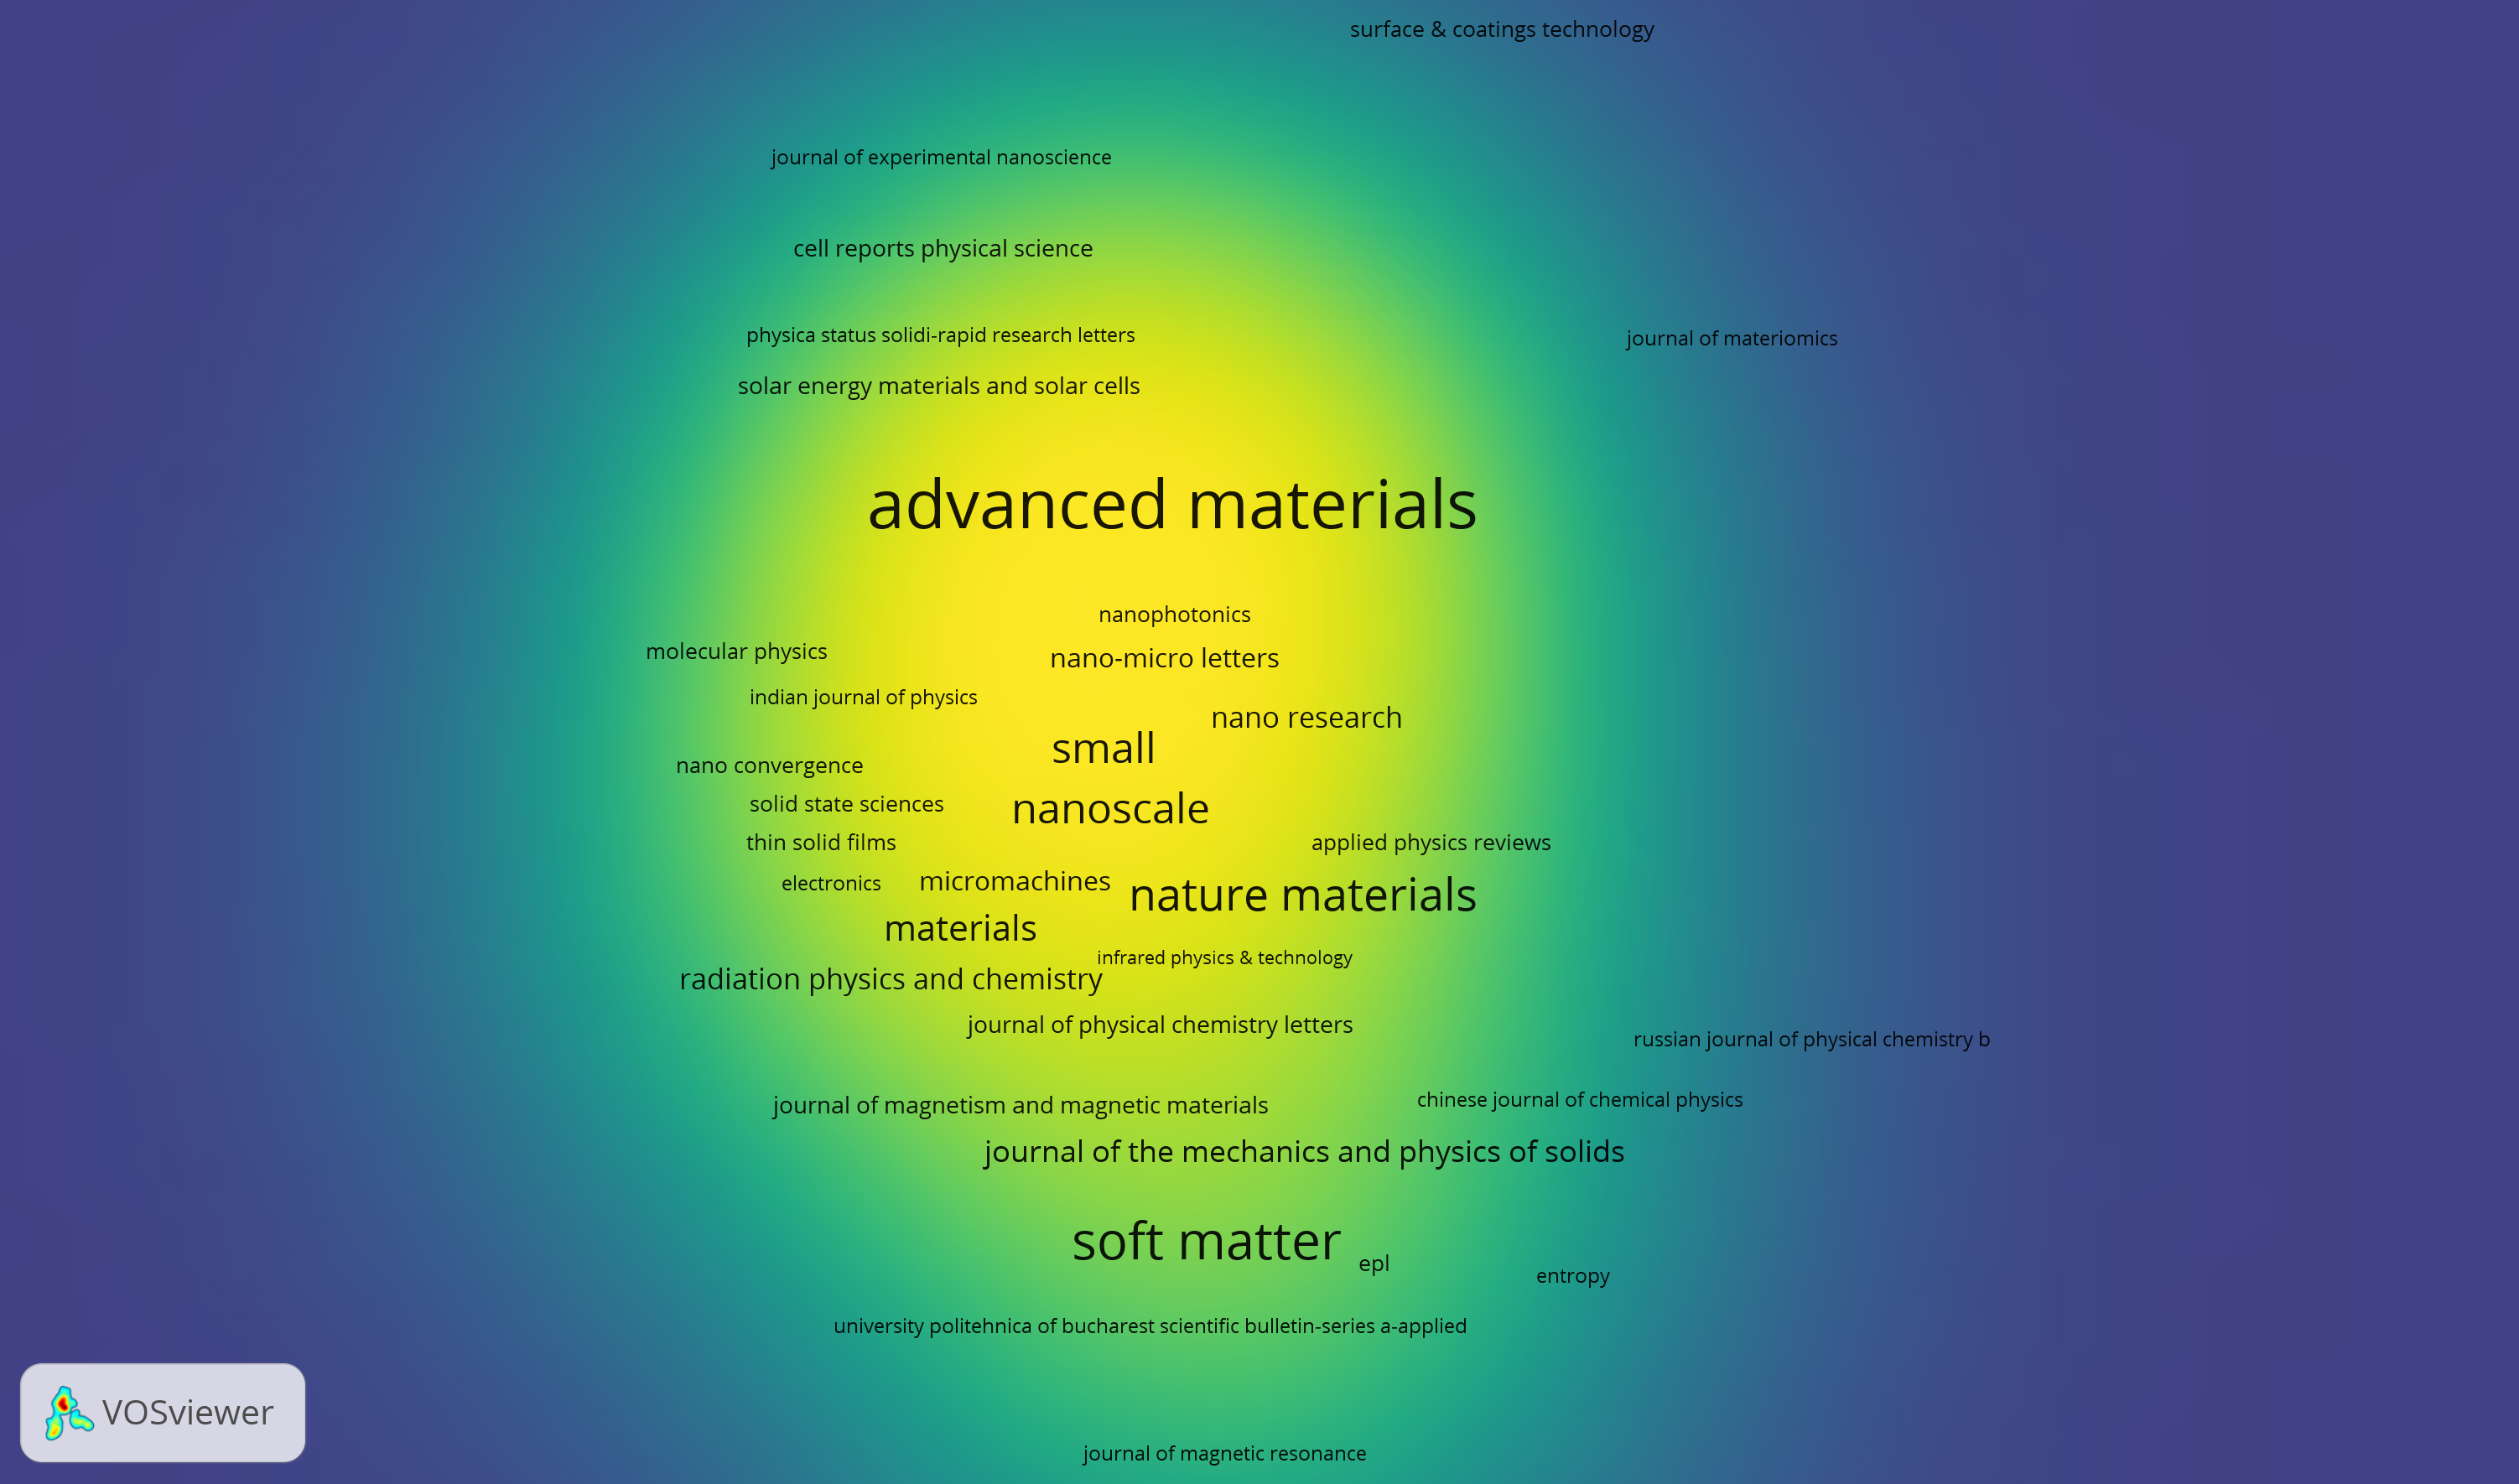 surface & coatings technology
journal of experimental nanoscience
cell reports physical science
physica status solidi-rapid research letters
journal of materiomics
solar energy materials and solar cells
advanced materials
nanophotonics
molecular physics
nano-micro letters
indian journal of physics
nano research
small
nano convergence
solid state sciences
nanoscale
thin solid films
applied physics reviews
electronics
micromachines
nature materials
materials
infrared physics & technology
radiation physics and chemistry
journal of physical chemistry letters
russian journal of physical chemistry b
journal of magnetism and magnetic materials
chinese journal of chemical physics
journal of the mechanics and physics of solids
soft matter
epl
entropy
university politehnica of bucharest scientific bulletin-series a-applied
VOSviewer
journal of magnetic resonance